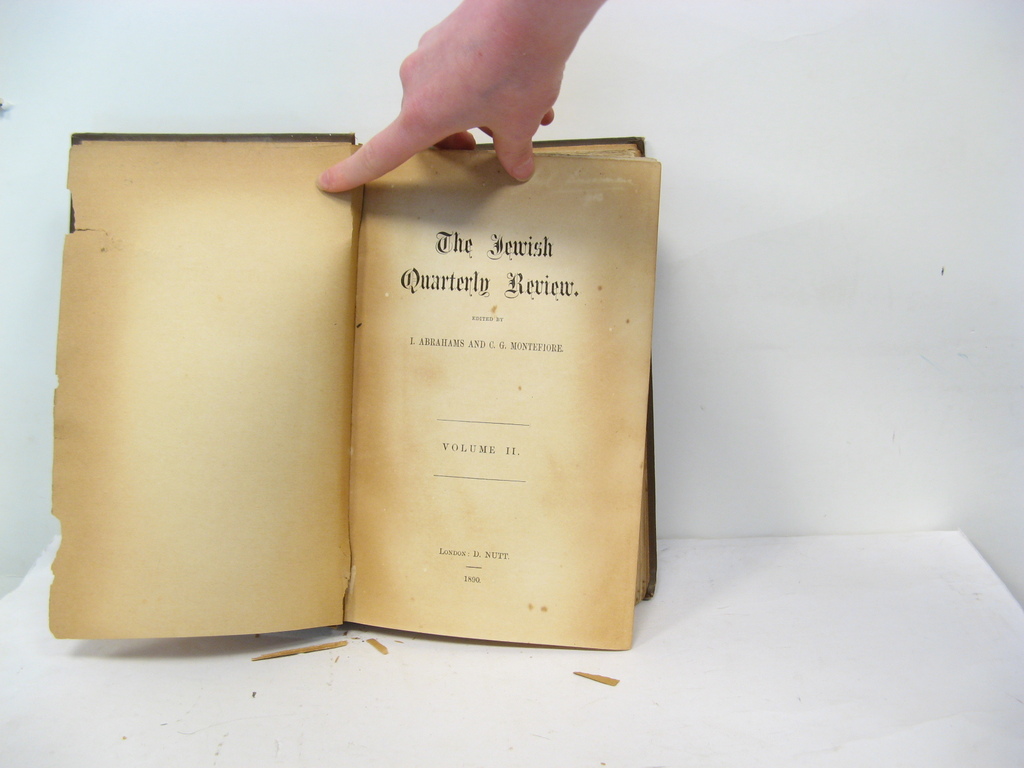 The Jewish
Quarterly Review.
EDITED BY
I. ABRAHAMS AND C. G. MONTEFIORE.
VOLUME II.
LONDON: D. NUTT.
1890.